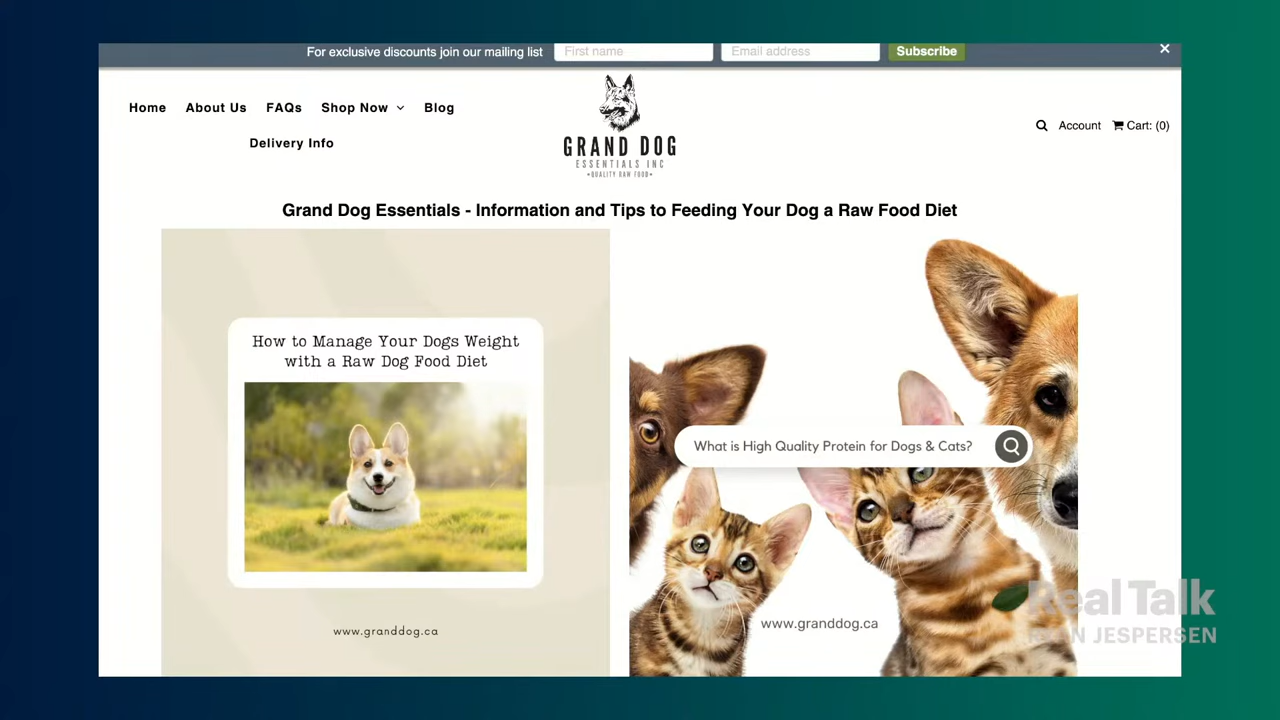 For exclusive discounts join our mailing list First name Email address Subscribe ×
Home About Us FAQs Shop Now Blog
Delivery Info
GRAND DOG
ESSENTIALS INC
•QUALITY RAW FOOD•
Account Cart: (0)
Grand Dog Essentials - Information and Tips to Feeding Your Dog a Raw Food Diet
How to Manage Your Dogs Weight
with a Raw Dog Food Diet
www.granddog.ca
What is High Quality Protein for Dogs & Cats?
www.granddog.ca
Real Talk
RYAN JESPERSEN